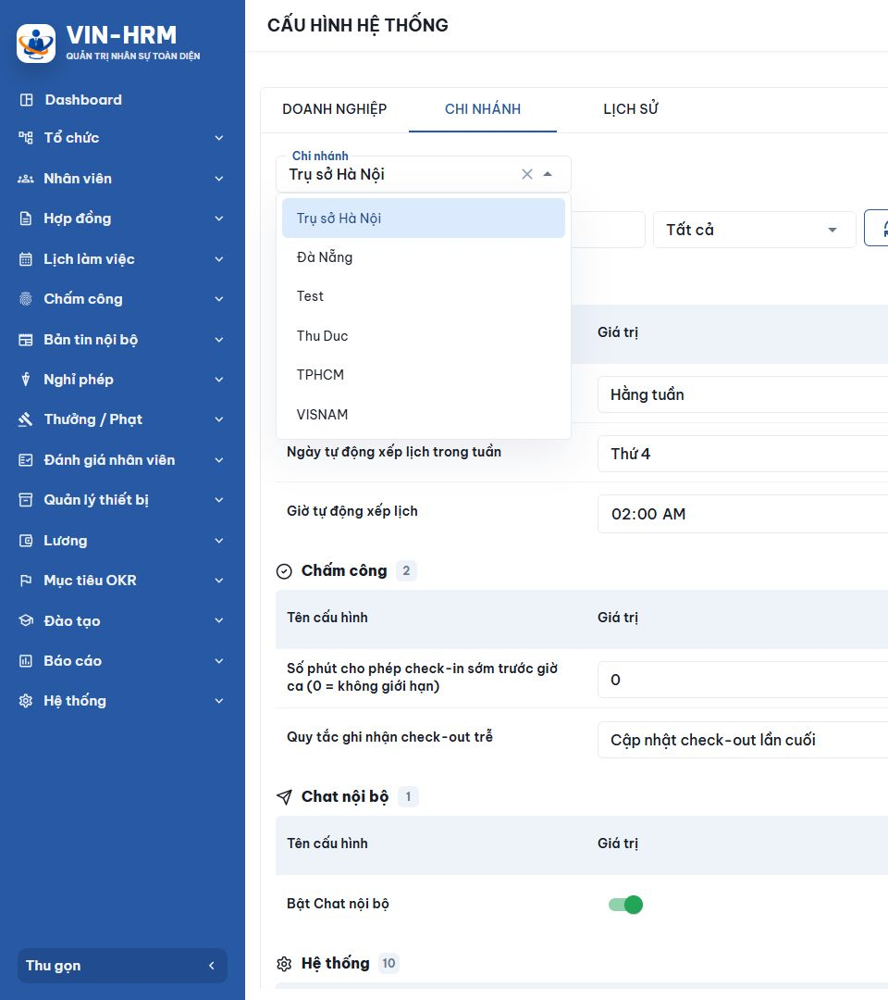 VIN-HRM
QUẢN TRỊ NHÂN SỰ TOÀN DIỆN
Dashboard
Tổ chức
Nhân viên
Hợp đồng
Lịch làm việc
Chấm công
Bản tin nội bộ
Nghỉ phép
Thưởng / Phạt
Đánh giá nhân viên
Quản lý thiết bị
Lương
Mục tiêu OKR
Đào tạo
Báo cáo
Hệ thống
Thu gọn
CẤU HÌNH HỆ THỐNG
DOANH NGHIỆP
CHI NHÁNH
LỊCH SỬ
Chi nhánh
Trụ sở Hà Nội
Trụ sở Hà Nội
Đà Nẵng
Test
Thu Duc
TPHCM
VISNAM
Tất cả
Giá trị
Hằng tuần
Ngày tự động xếp lịch trong tuần
Thứ 4
Giờ tự động xếp lịch
02:00 AM
Chấm công 2
Tên cấu hình
Giá trị
Số phút cho phép check-in sớm trước giờ
ca (0 = không giới hạn)
0
Quy tắc ghi nhận check-out trễ
Cập nhật check-out lần cuối
Chat nội bộ 1
Tên cấu hình
Giá trị
Bật Chat nội bộ
Hệ thống 10